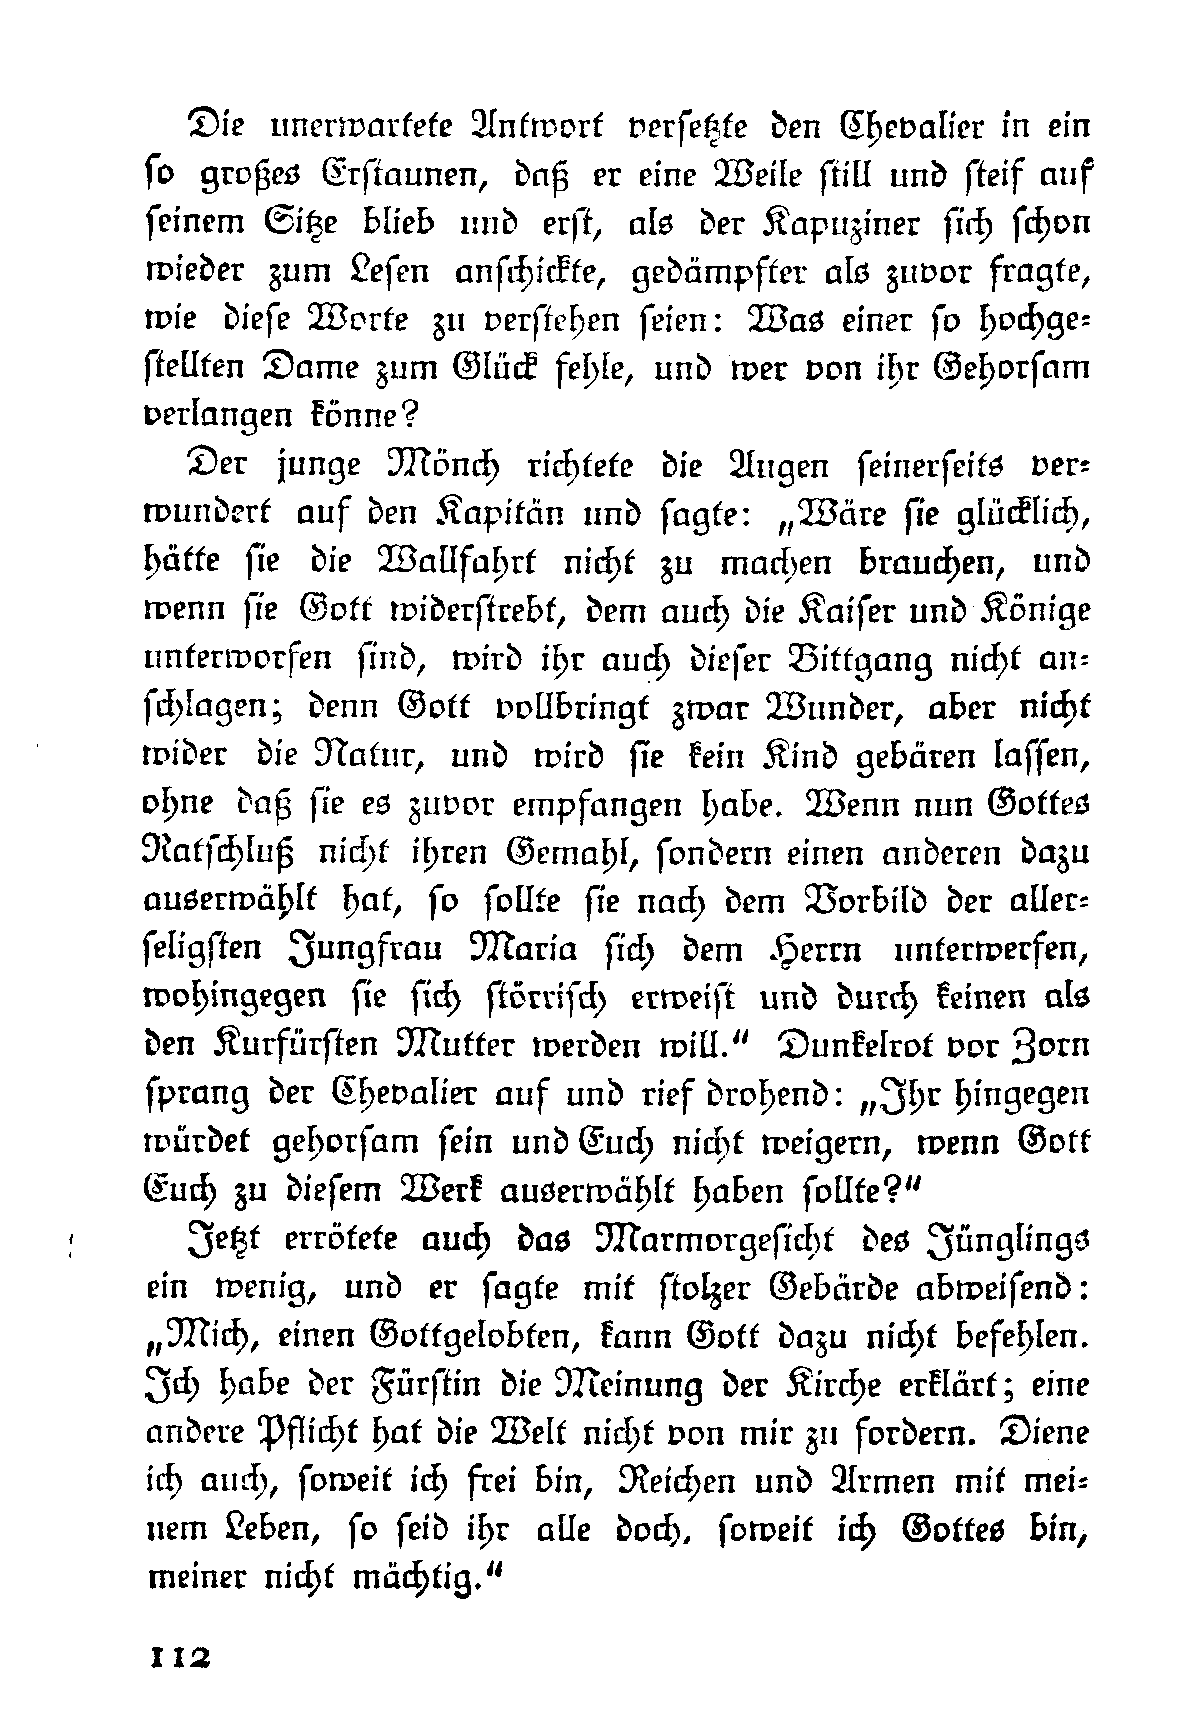 Die unerwartete Antwort versetzte den Chevalier in ein
so großes Erstaunen, daß er eine Weile still und steif auf
seinem Sitze blieb und erst, als der Kapuziner sich schon
wieder zum Lesen anschickte, gedämpfter als zuvor fragte,
wie diese Worte zu verstehen seien: Was einer so hochge-
stellten Dame zum Glück fehle, und wer von ihr Gehorsam
verlangen könne?
Der junge Mönch richtete die Augen seinerseits ver-
wundert auf den Kapitän und sagte: „Wäre sie glücklich,
hätte sie die Wallfahrt nicht zu machen brauchen, und
wenn sie Gott widerstrebt, dem auch die Kaiser und Könige
unterworfen sind, wird ihr auch dieser Bittgang nicht an-
schlagen; denn Gott vollbringt zwar Wunder, aber nicht
wider die Natur, und wird sie kein Kind gebären lassen,
ohne daß sie es zuvor empfangen habe. Wenn nun Gottes
Ratschluß nicht ihren Gemahl, sondern einen anderen dazu
auserwählt hat, so sollte sie nach dem Vorbild der aller-
seligsten Jungfrau Maria sich dem Herrn unterwerfen,
wohingegen sie sich störrisch erweist und durch keinen als
den Kurfürsten Mutter werden will.“ Dunkelrot vor Zorn
sprang der Chevalier auf und rief drohend: „Ihr hingegen
würdet gehorsam sein und Euch nicht weigern, wenn Gott
Euch zu diesem Werk auserwählt haben sollte?“
Jetzt errötete auch das Marmorgesicht des Jünglings
ein wenig, und er sagte mit stolzer Gebärde abweisend:
„Mich, einen Gottgelobten, kann Gott dazu nicht befehlen.
Ich habe der Fürstin die Meinung der Kirche erklärt; eine
andere Pflicht hat die Welt nicht von mir zu fordern. Diene
ich auch, soweit ich frei bin, Reichen und Armen mit mei-
nem Leben, so seid ihr alle doch, soweit ich Gottes bin,
meiner nicht mächtig.“
112